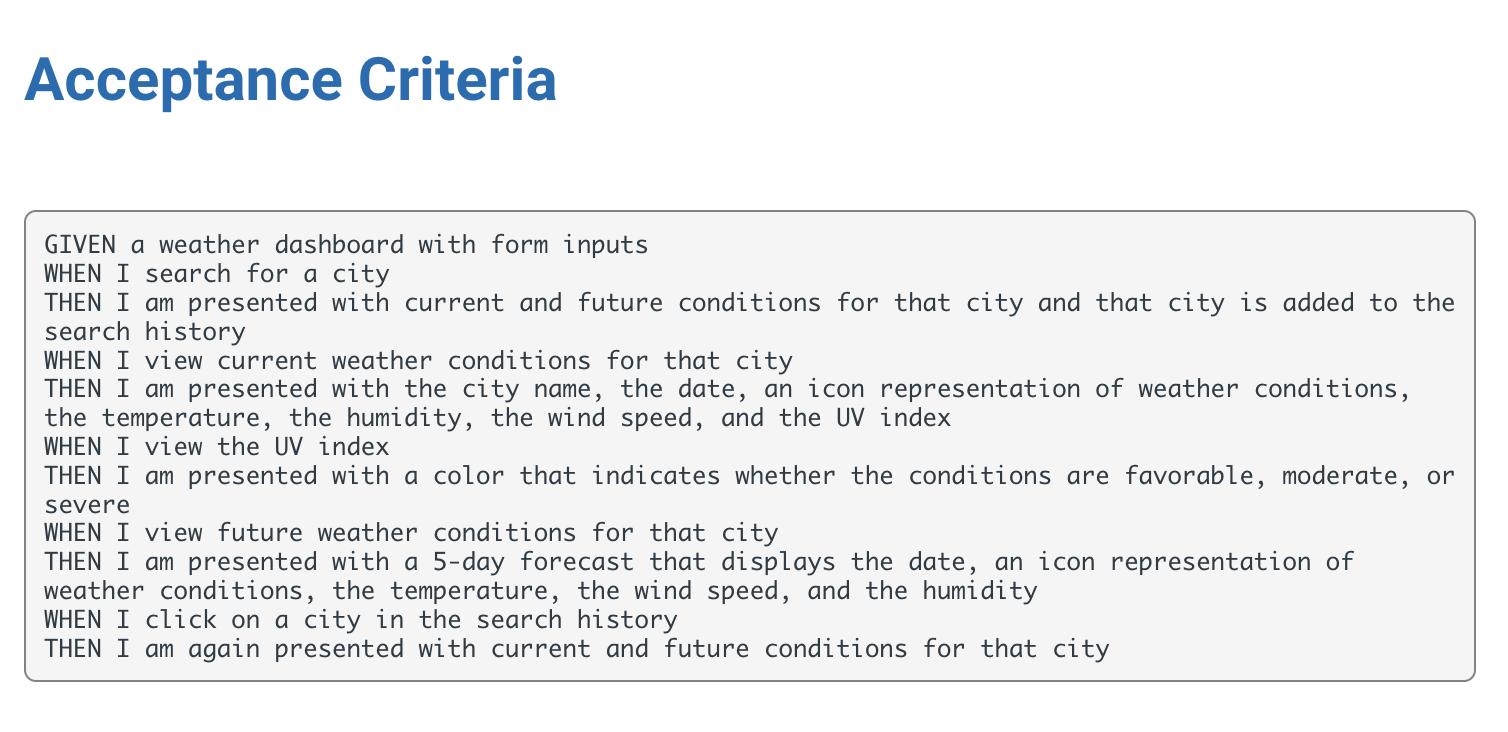 Acceptance Criteria
GIVEN a weather dashboard with form inputs
WHEN I search for a city
THEN I am presented with current and future conditions for that city and that city is added to the
search history
WHEN I view current weather conditions for that city
THEN I am presented with the city name, the date, an icon representation of weather conditions,
the temperature, the humidity, the wind speed, and the UV index
WHEN I view the UV index
THEN I am presented with a color that indicates whether the conditions are favorable, moderate, or
severe
WHEN I view future weather conditions for that city
THEN I am presented with a 5-day forecast that displays the date, an icon representation of
weather conditions, the temperature, the wind speed, and the humidity
WHEN I click on a city in the search history
THEN I am again presented with current and future conditions for that city